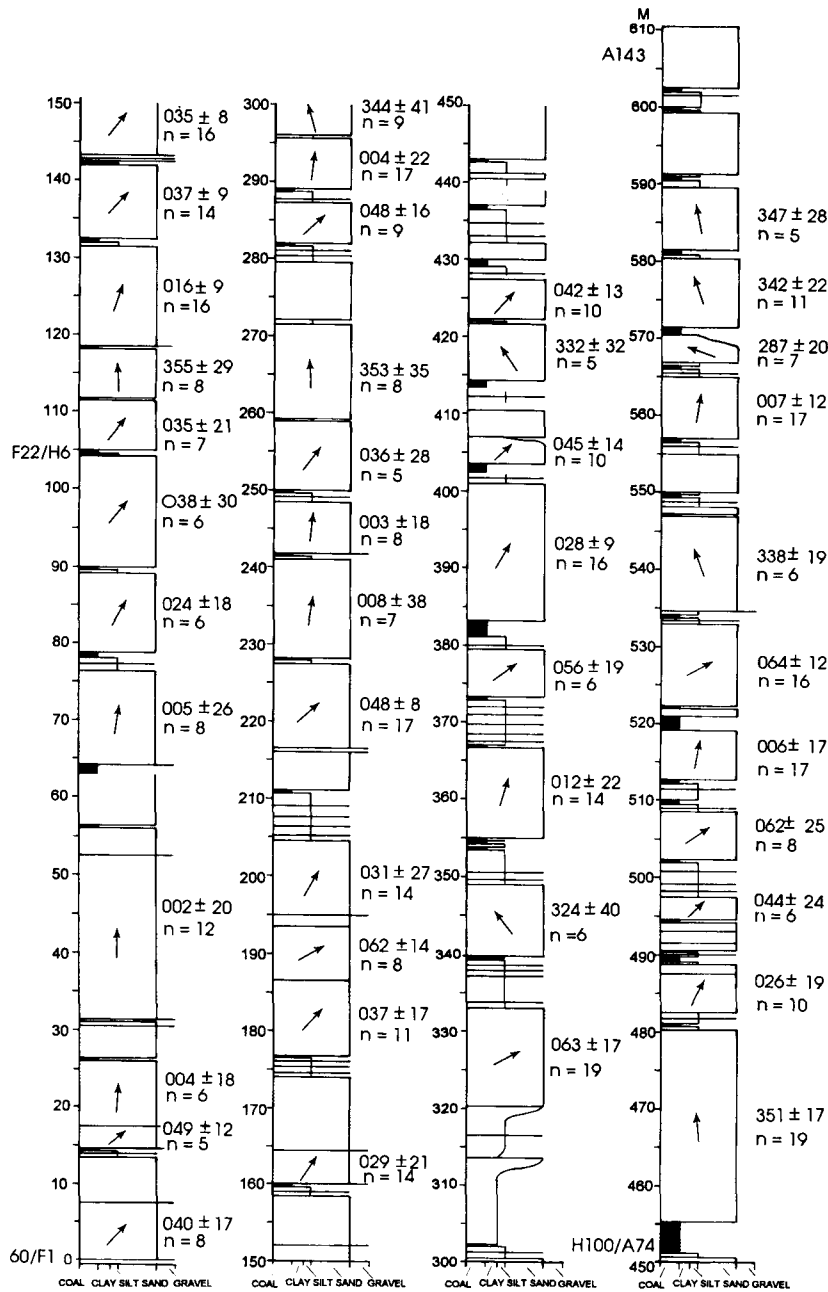 150
035 ± 8
n = 16
140
037 ± 9
n = 14
130
016 ± 9
n = 16
120
355 ± 29
n = 8
110
035 ± 21
n = 7
F22/H6
100
O38 ± 30
n = 6
90
024 ± 18
n = 6
80
005 ± 26
n = 8
70
60
50
002 ± 20
n = 12
40
30
004 ± 18
n = 6
20
049 ± 12
n = 5
10
040 ± 17
n = 8
60/F1
0
COAL CLAY SILT SAND GRAVEL
300
344 ± 41
n = 9
004 ± 22
n = 17
290
048 ± 16
n = 9
280
271
353 ± 35
n = 8
265
259
036 ± 28
n = 5
250
003 ± 18
n = 8
241
008 ± 38
n =7
228
048 ± 8
n = 17
220
210
031 ± 27
n = 14
200
062 ± 14
n = 8
190
037 ± 17
n = 11
180
170
029 ± 21
n = 14
160
150
COAL CLAY SILT SAND GRAVEL
450
440
430
042 ± 13
n =10
420
332 ± 32
n = 5
410
045 ± 14
n = 10
400
028 ± 9
n = 16
390
380
056 ± 19
n = 6
370
012 ± 22
n = 14
360
350
324 ± 40
n =6
340
330
063 ± 17
n = 19
320
310
300
COAL CLAY SILT SAND GRAVEL
M
610
A143
600
590
347 ± 28
n = 5
580
342 ± 22
n = 11
570
287 ± 20
n = 7
007 ± 12
n = 17
560
550
338 ± 19
n = 6
540
530
064 ± 12
n = 16
520
006 ± 17
n = 17
510
062 ± 25
n = 8
500
044 ± 24
n = 6
490
026 ± 19
n = 10
480
470
351 ± 17
n = 19
460
H100/A74
450
COAL CLAY SILT SAND GRAVEL